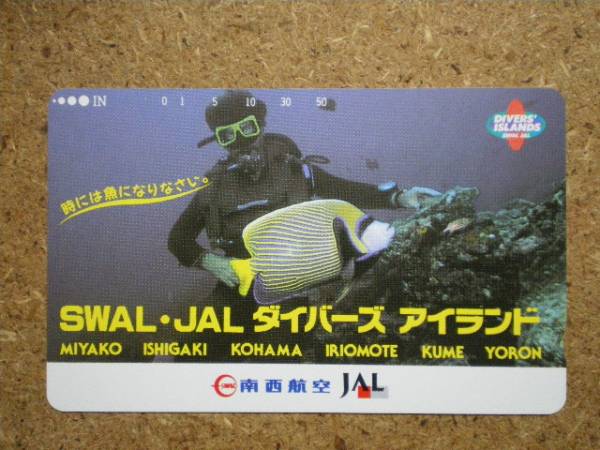 IN 0 1 5 10 30 50
DIVERS'
ISLANDS
SWAL JAL
時には魚になりなさい。
SWAL・JAL ダイバーズ アイランド
MIYAKO ISHIGAKI KOHAMA IRIOMOTE KUME YORON
SWAL 南西航空 JAL